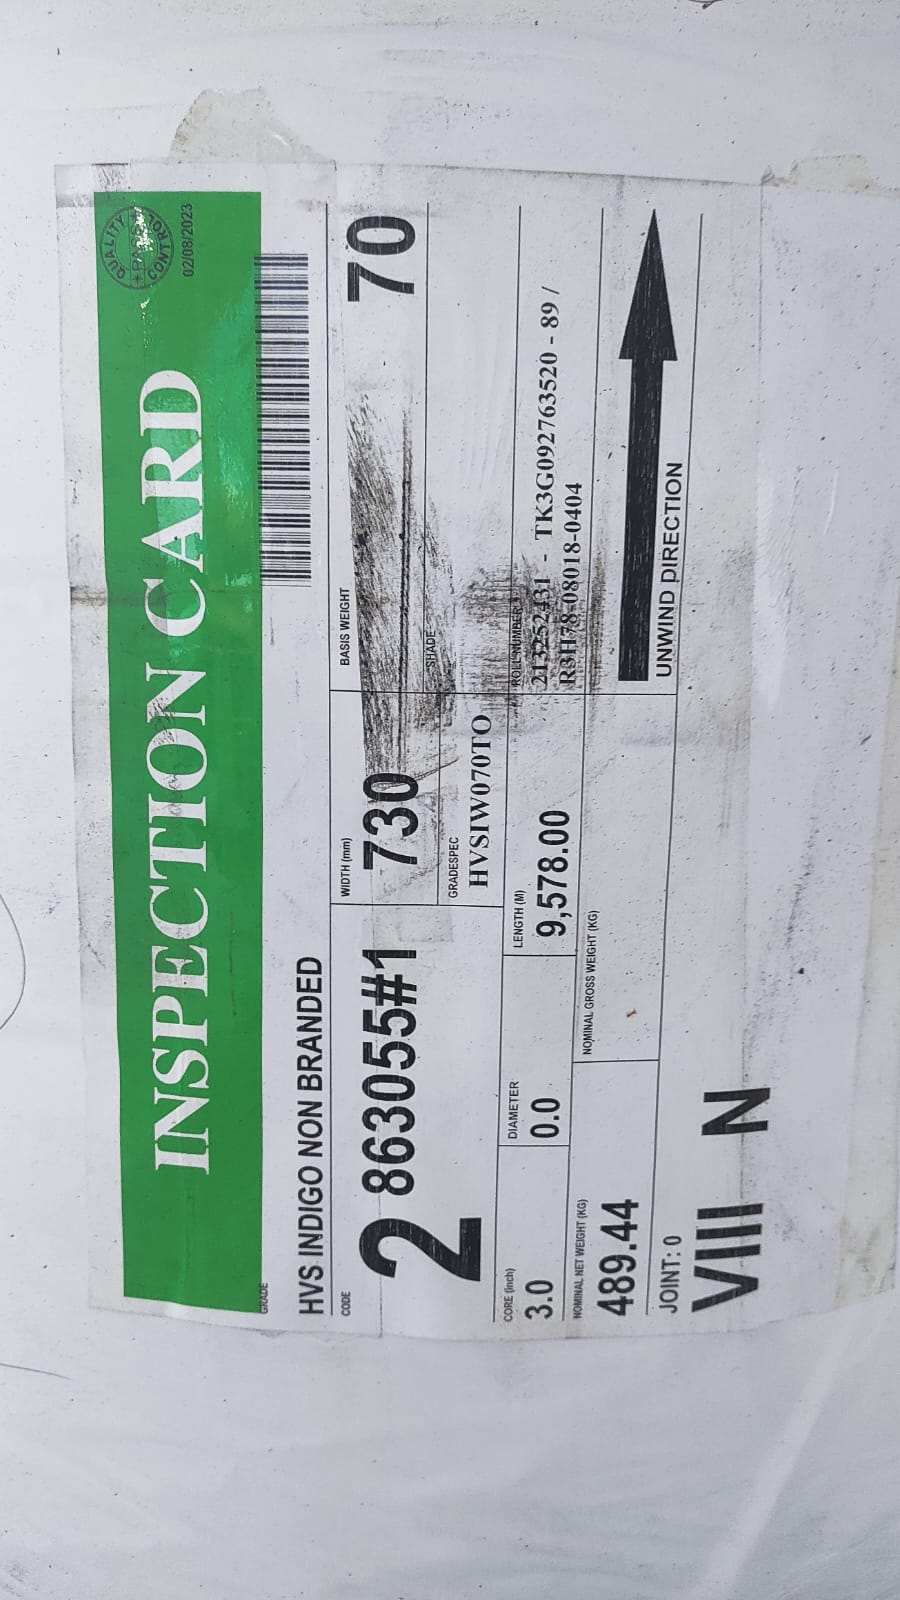 INSPECTION CARD
QUALITY
CONTROL
02/08/2023
GRADE
HVS INDIGO NON BRANDED
CODE
2 863055#1
WIDTH (mm)
730
BASIS WEIGHT
70
GRADESPEC
HVSIW070TO
SHADE
CORE (inch)
3.0
DIAMETER
0.0
LENGTH (M)
9,578.00
ROLL NUMBER
213252431 - TK3G092763520 - 89 /
R3H78-08018-0404
NOMINAL NET WEIGHT (KG)
489.44
NOMINAL GROSS WEIGHT (KG)
UNWIND DIRECTION
JOINT: 0
VIII N